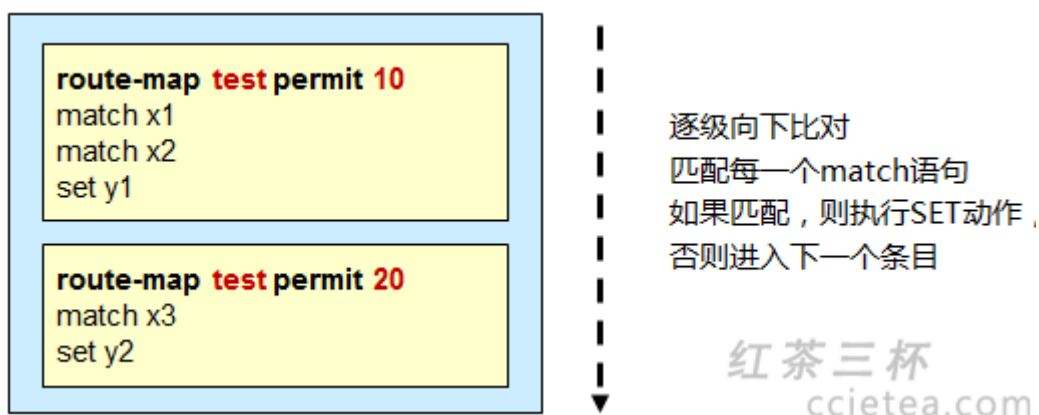 route-map test permit 10
match x1
match x2
set y1
route-map test permit 20
match x3
set y2
逐级向下比对
匹配每一个match语句
如果匹配，则执行SET动作，
否则进入下一个条目
红茶三杯
ccietea.com